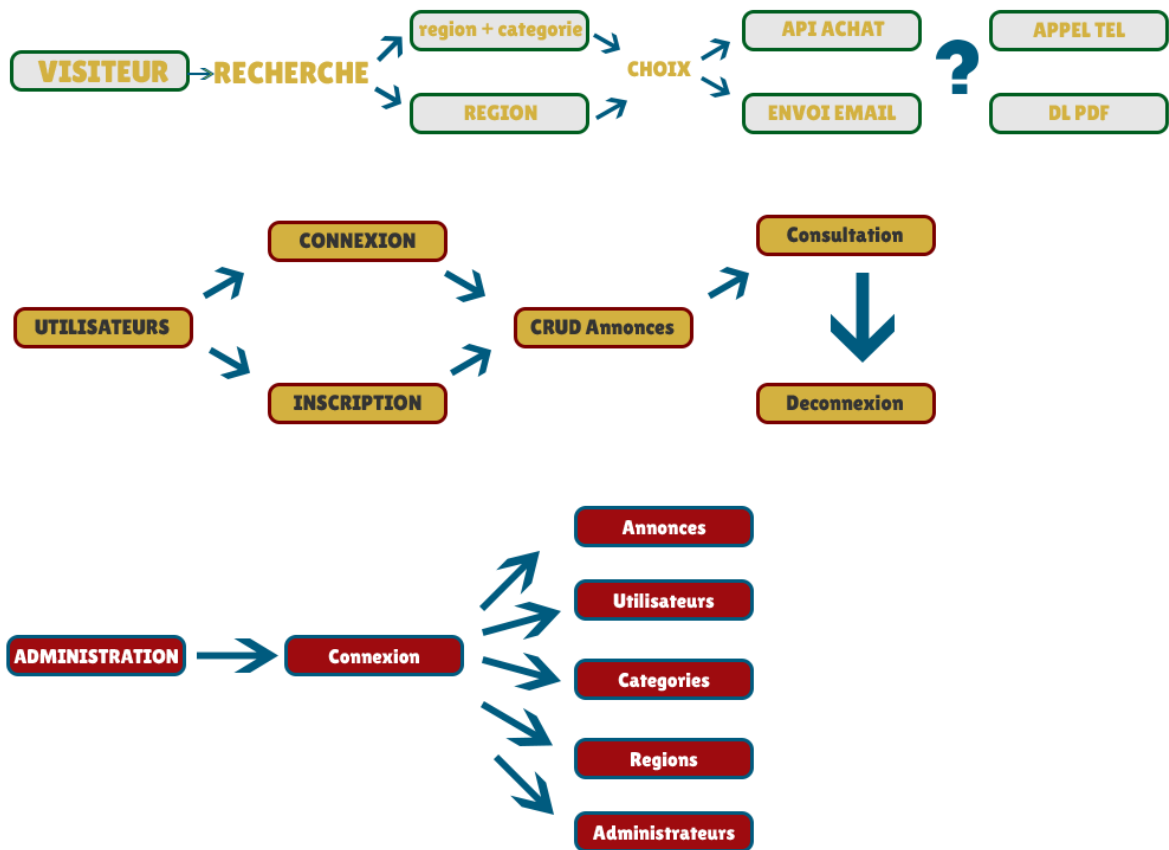 region + categorie
API ACHAT
APPEL TEL
VISITEUR
RECHERCHE
CHOIX
?
REGION
ENVOI EMAIL
DL PDF
CONNEXION
Consultation
UTILISATEURS
CRUD Annonces
INSCRIPTION
Deconnexion
Annonces
Utilisateurs
ADMINISTRATION
Connexion
Categories
Regions
Administrateurs